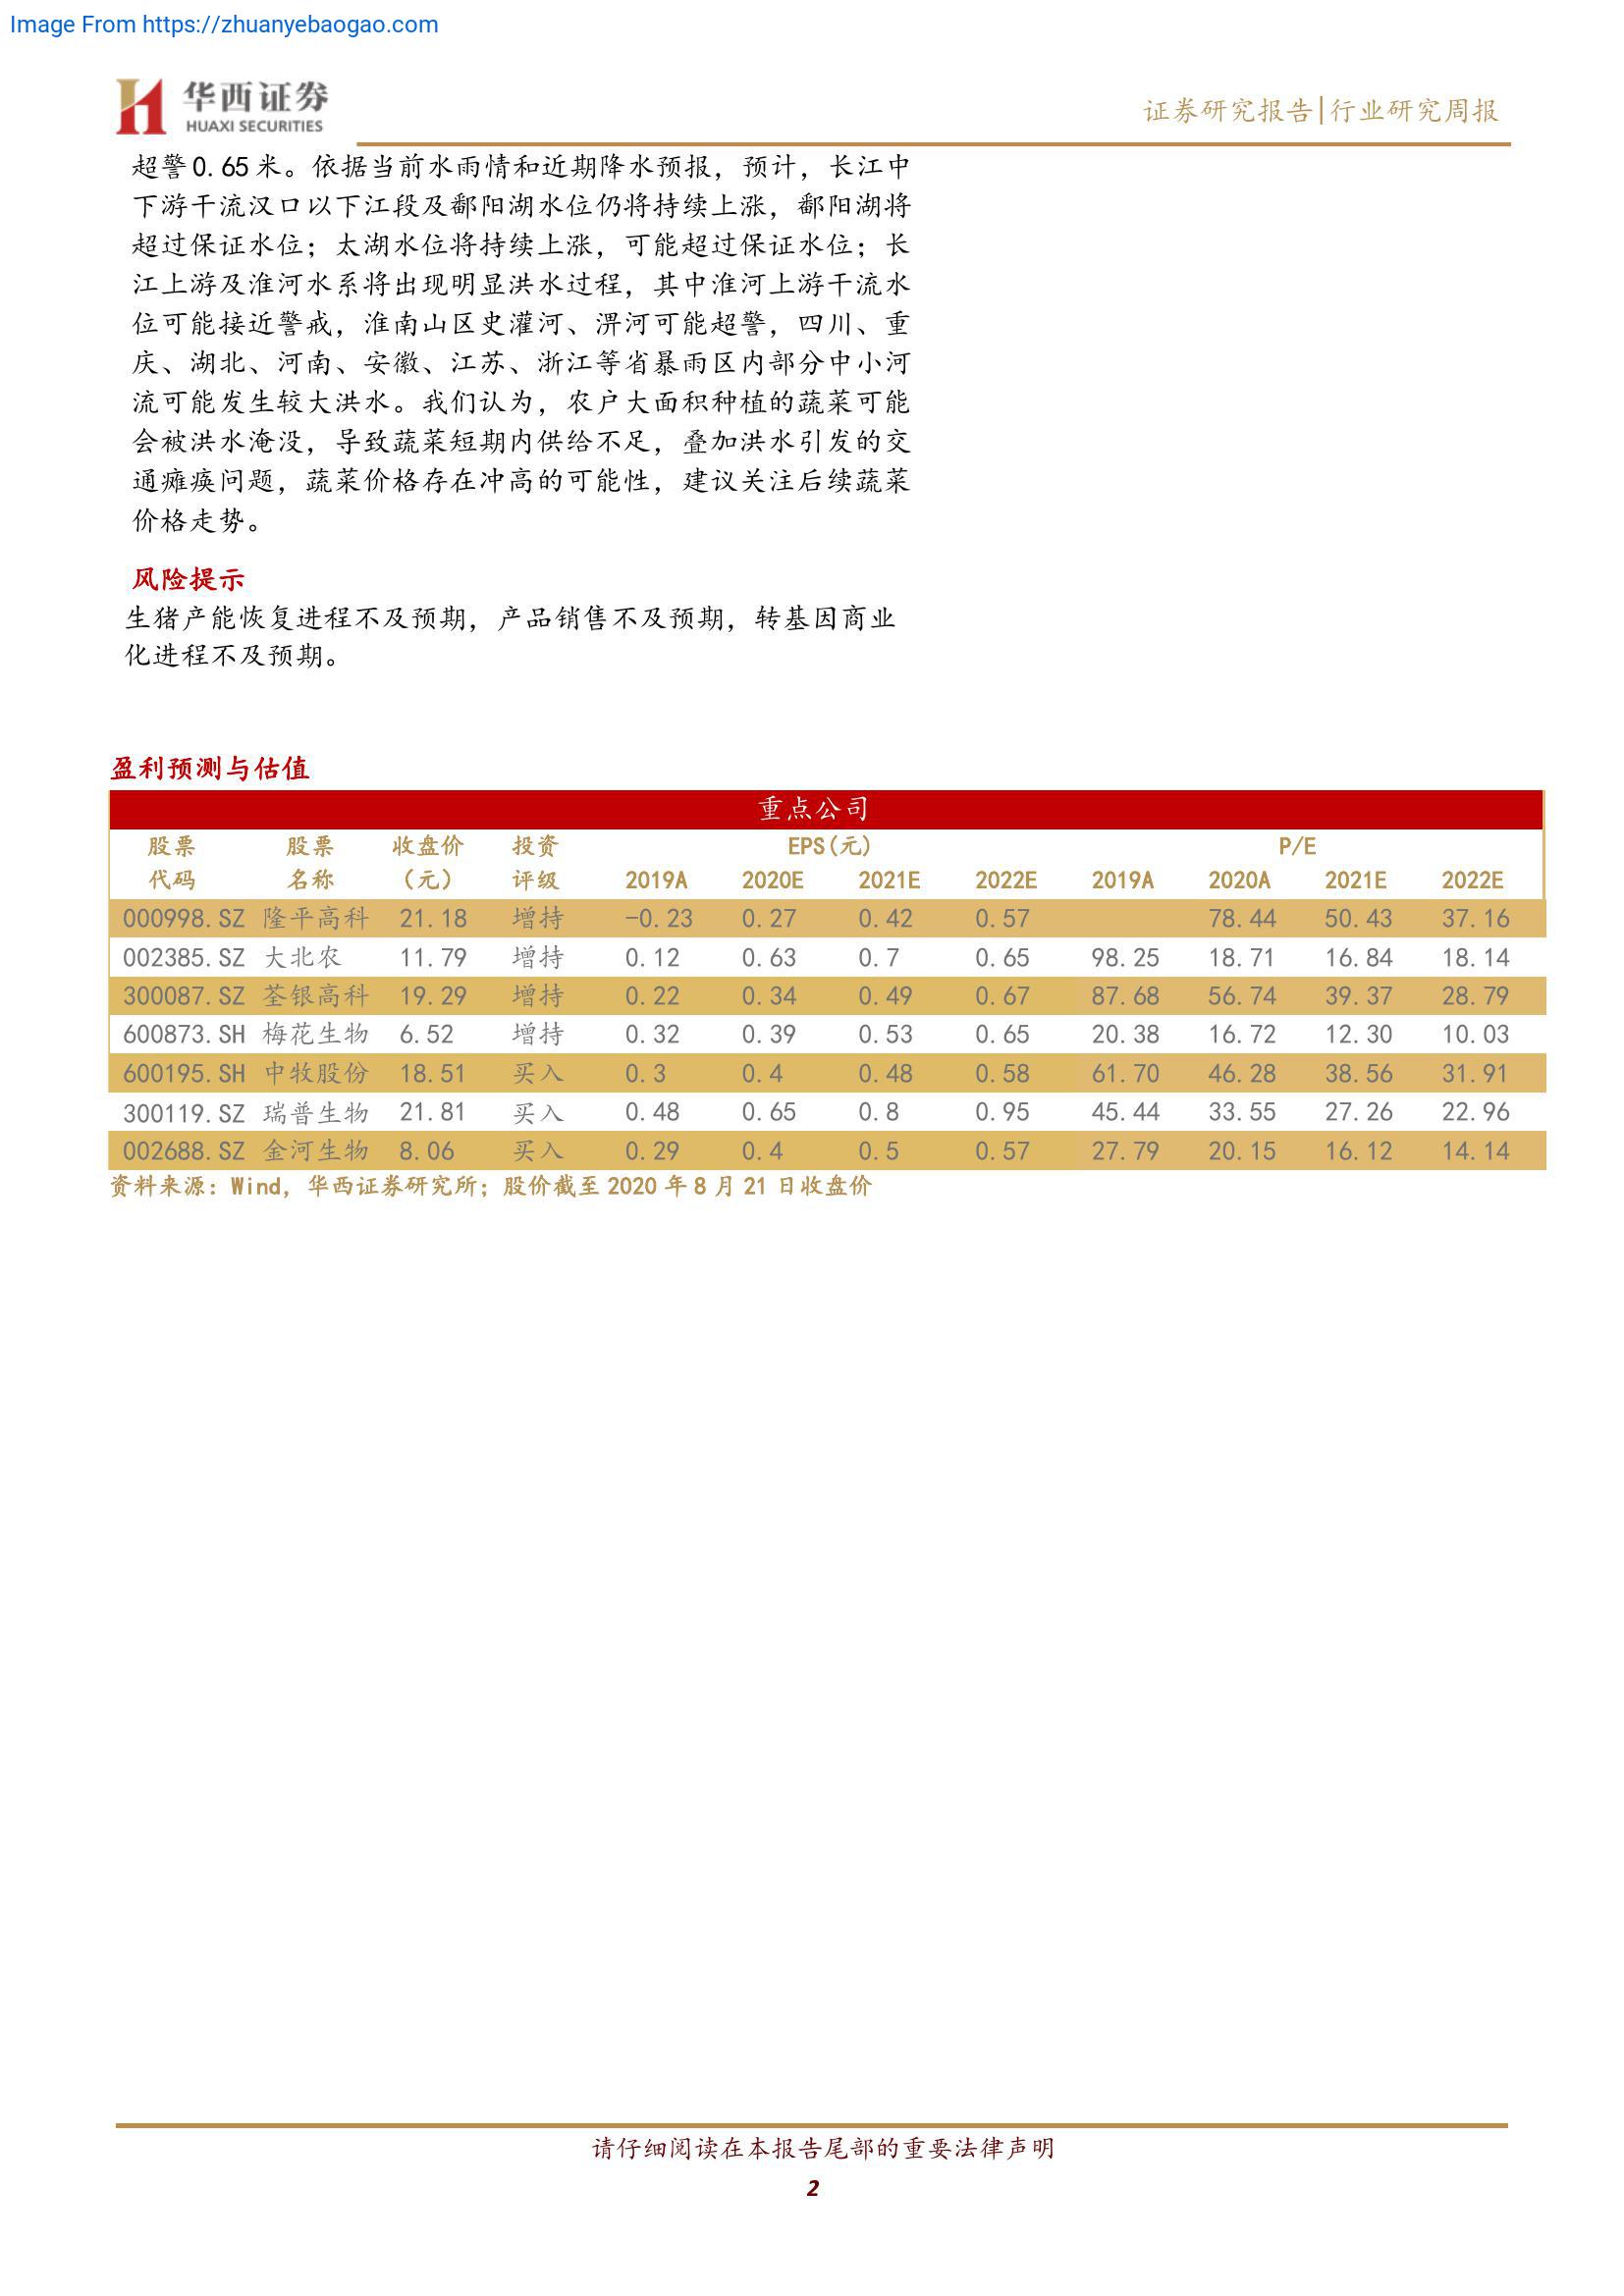 Image From https://zhuanyebaogao.com
华西证券
HUAXI SECURITIES
证券研究报告|行业研究周报
超警0.65米。依据当前水雨情和近期降水预报，预计，长江中
下游干流汉口以下江段及鄱阳湖水位仍将持续上涨，鄱阳湖将
超过保证水位；太湖水位将持续上涨，可能超过保证水位；长
江上游及淮河水系将出现明显洪水过程，其中淮河上游干流水
位可能接近警戒，淮南山区史灌河、淠河可能超警，四川、重
庆、湖北、河南、安徽、江苏、浙江等省暴雨区内部分中小河
流可能发生较大洪水。我们认为，农户大面积种植的蔬菜可能
会被洪水淹没，导致蔬菜短期内供给不足，叠加洪水引发的交
通瘫痪问题，蔬菜价格存在冲高的可能性，建议关注后续蔬菜
价格走势。
风险提示
生猪产能恢复进程不及预期，产品销售不及预期，转基因商业
化进程不及预期。
盈利预测与估值
重点公司
股票 股票 收盘价 投资 EPS(元) P/E
代码 名称 （元） 评级 2019A 2020E 2021E 2022E 2019A 2020A 2021E 2022E
000998.SZ 隆平高科 21.18 增持 -0.23 0.27 0.42 0.57 78.44 50.43 37.16
002385.SZ 大北农 11.79 增持 0.12 0.63 0.7 0.65 98.25 18.71 16.84 18.14
300087.SZ 荃银高科 19.29 增持 0.22 0.34 0.49 0.67 87.68 56.74 39.37 28.79
600873.SH 梅花生物 6.52 增持 0.32 0.39 0.53 0.65 20.38 16.72 12.30 10.03
600195.SH 中牧股份 18.51 买入 0.3 0.4 0.48 0.58 61.70 46.28 38.56 31.91
300119.SZ 瑞普生物 21.81 买入 0.48 0.65 0.8 0.95 45.44 33.55 27.26 22.96
002688.SZ 金河生物 8.06 买入 0.29 0.4 0.5 0.57 27.79 20.15 16.12 14.14
资料来源：Wind，华西证券研究所；股价截至 2020 年 8 月 21 日收盘价
请仔细阅读在本报告尾部的重要法律声明
2